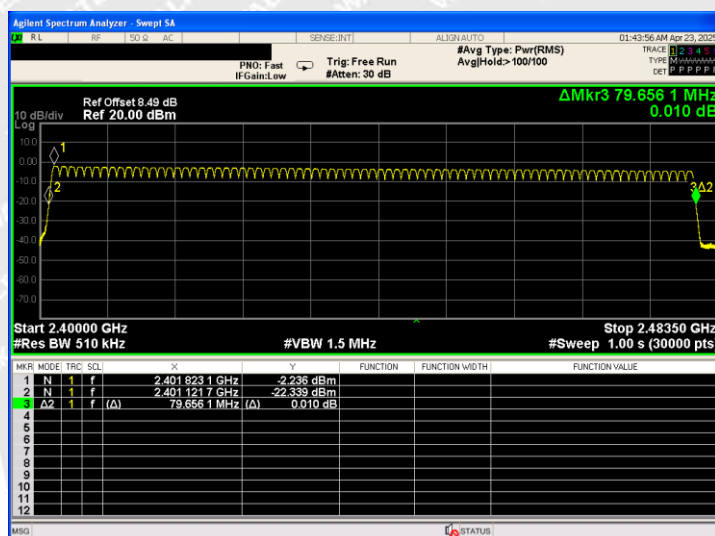 Agilent Spectrum Analyzer - Swept SA
RL RF 50 Ω AC SENSE:INT ALIGN AUTO 01:43:56 AM Apr 23, 2025
#Avg Type: Pwr(RMS) TRACE 1 2 3 4 5
PNO: Fast Trig: Free Run Avg|Hold:>100/100 TYPE M
IFGain:Low #Atten: 30 dB DET P P P P P
ΔMkr3 79.656 1 MHz
Ref Offset 8.49 dB
10 dB/div Ref 20.00 dBm 0.010 dB
Log
10.0
1
0.00
-10.0
2 3Δ2
-20.0
-30.0
-40.0
-50.0
-60.0
-70.0
Start 2.40000 GHz Stop 2.48350 GHz
#Res BW 510 kHz #VBW 1.5 MHz #Sweep 1.00 s (30000 pts)
MKR MODE TRC SCL X Y FUNCTION FUNCTION WIDTH FUNCTION VALUE
1 N 1 f 2.401 823 1 GHz -2.236 dBm
2 N 1 f 2.401 121 7 GHz -22.339 dBm
3 Δ2 1 f (Δ) 79.656 1 MHz (Δ) 0.010 dB
4
5
6
7
8
9
10
11
12
MSG STATUS